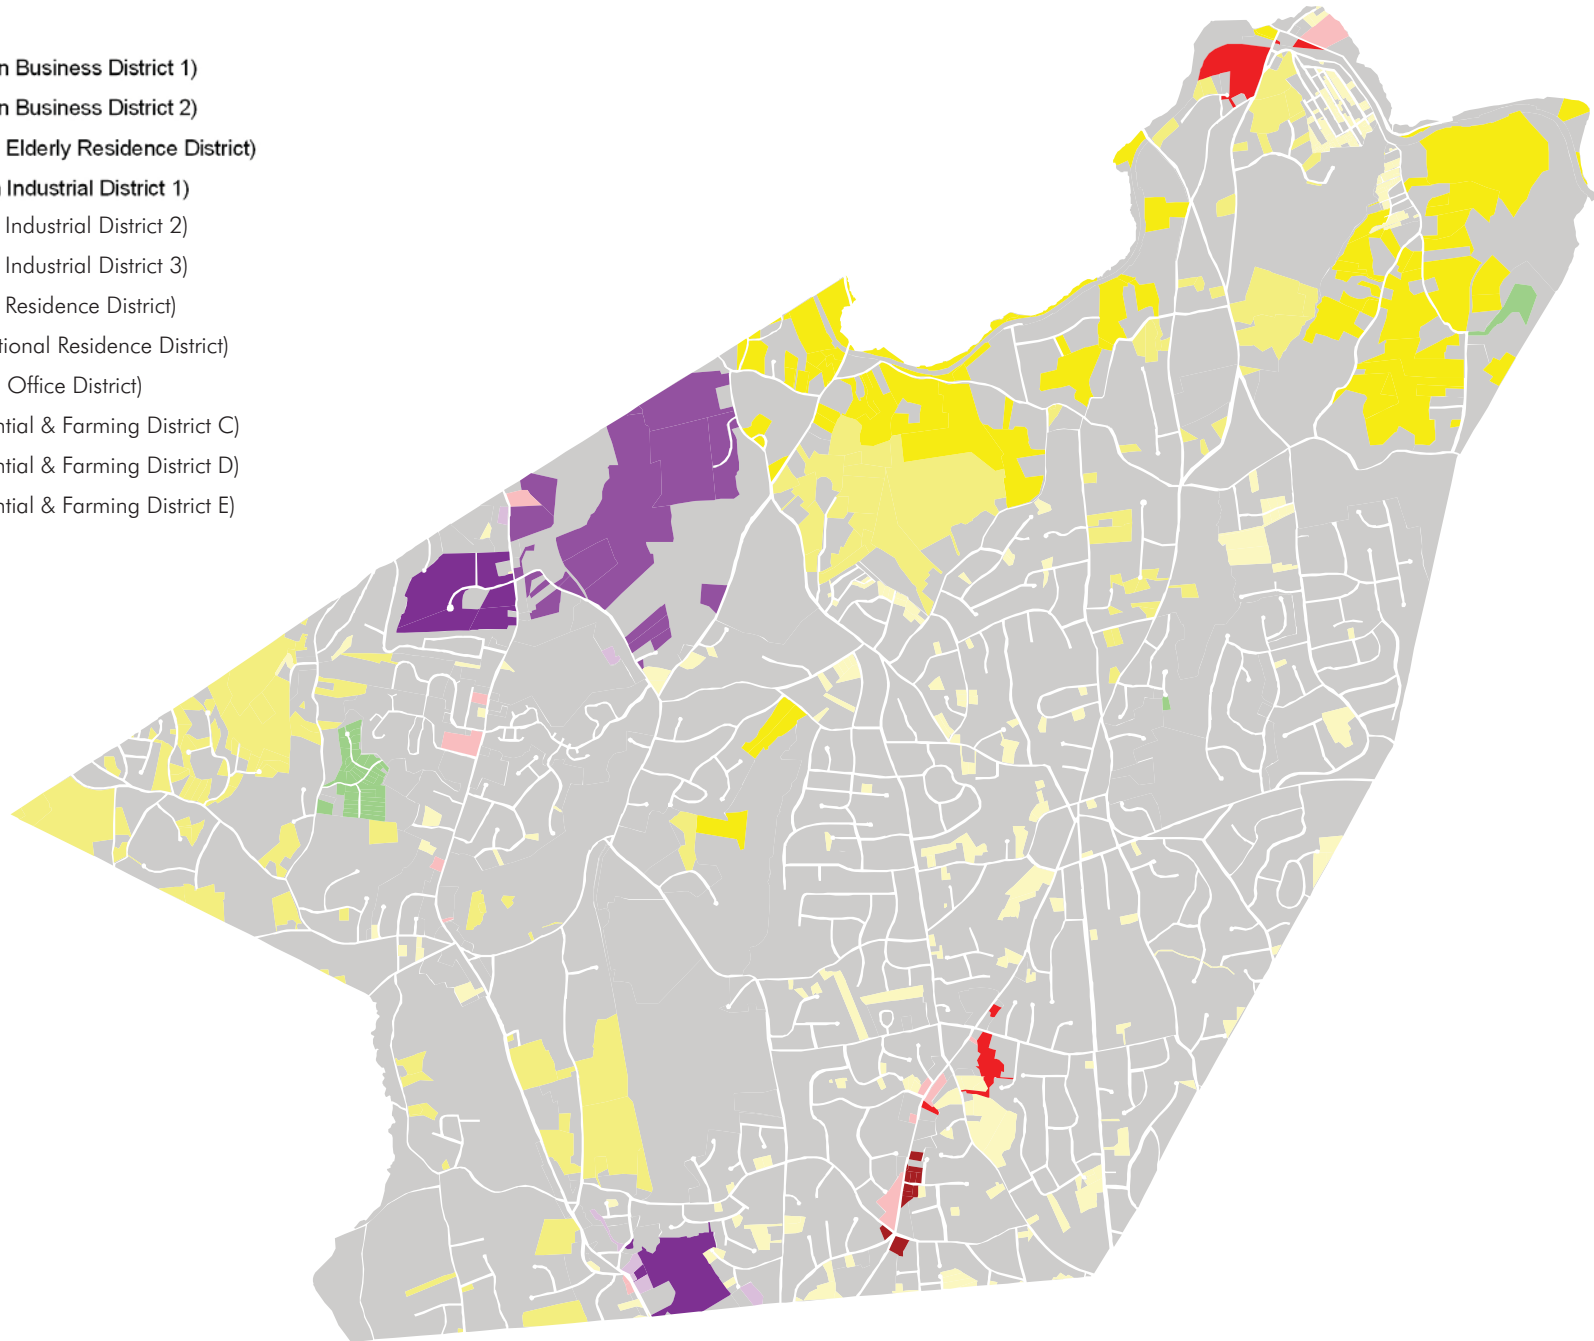 n Business District 1)
n Business District 2)
Elderly Residence District)
Industrial District 1)
Industrial District 2)
Industrial District 3)
Residence District)
tional Residence District)
Office District)
ntial & Farming District C)
ntial & Farming District D)
ntial & Farming District E)